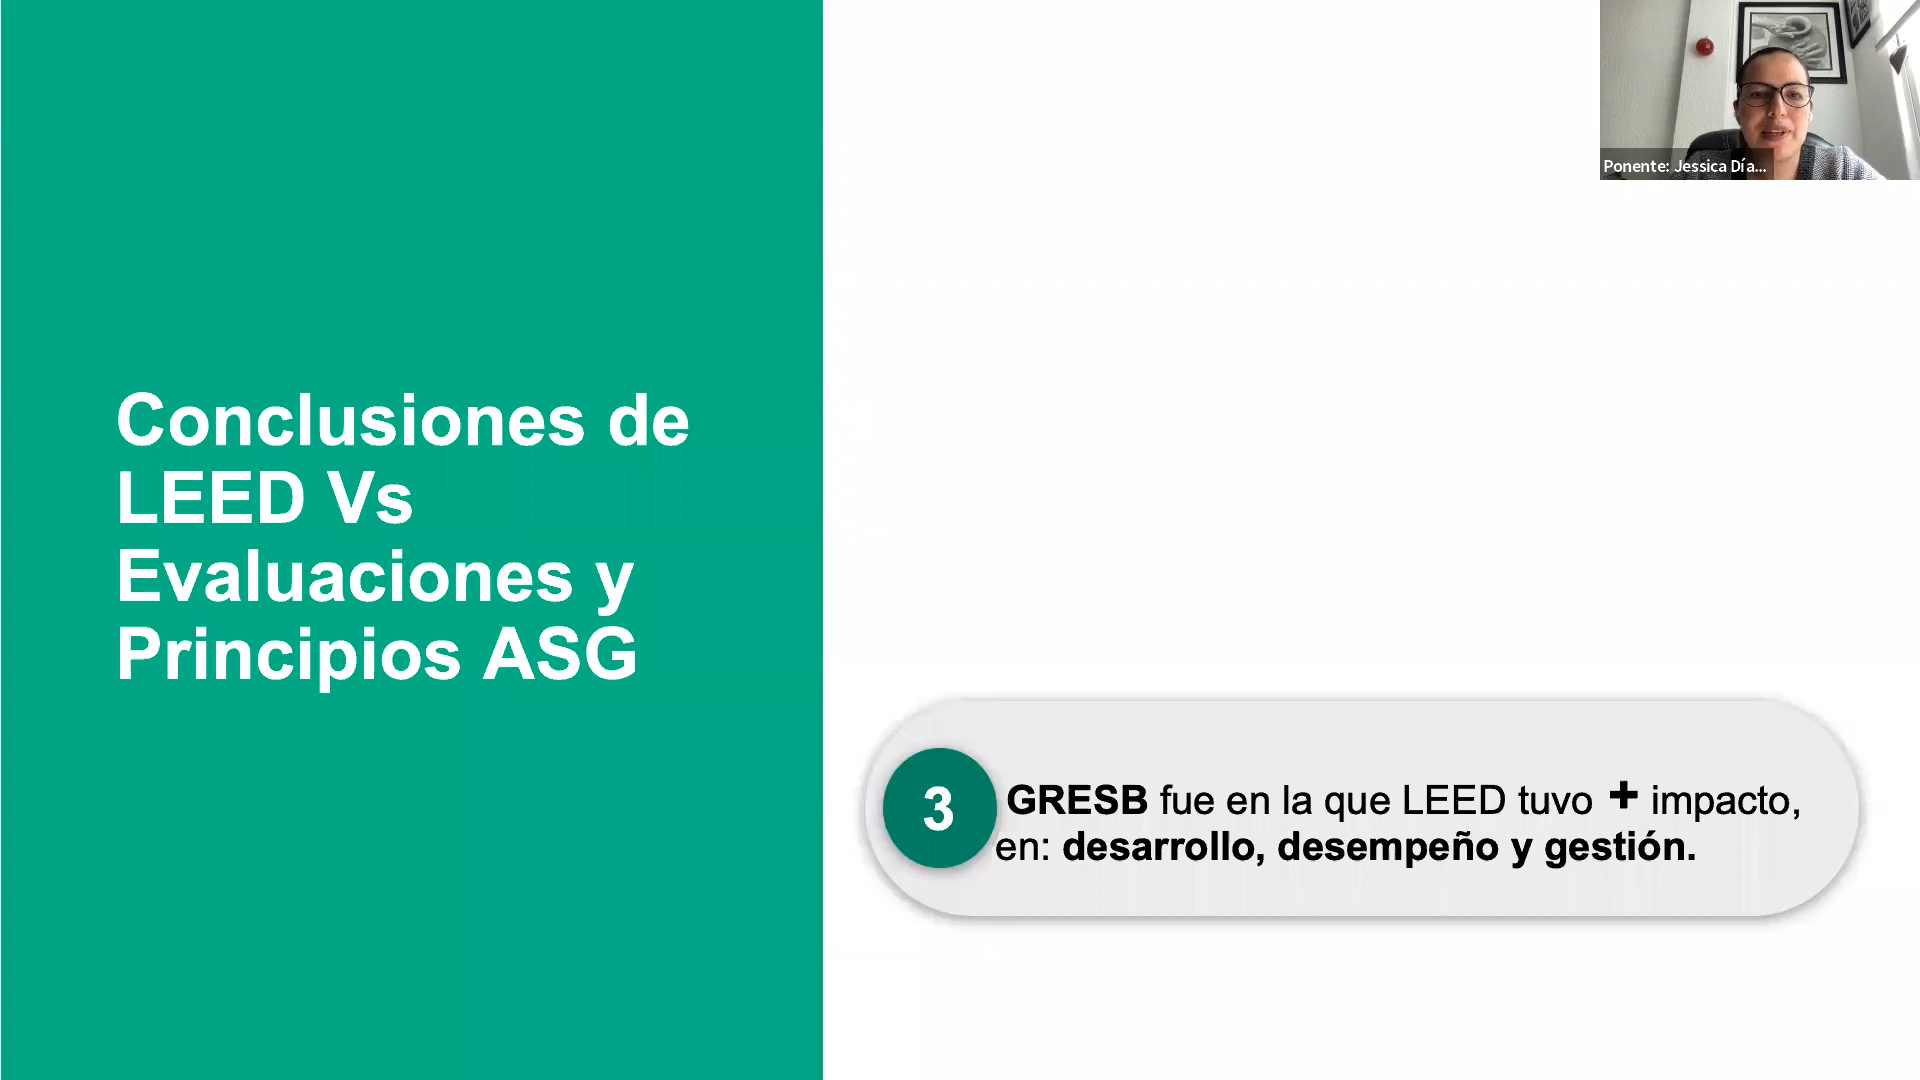 Ponente: Jessica Día...
Conclusiones de
LEED Vs
Evaluaciones y
Principios ASG
3
GRESB fue en la que LEED tuvo + impacto,
en: desarrollo, desempeño y gestión.